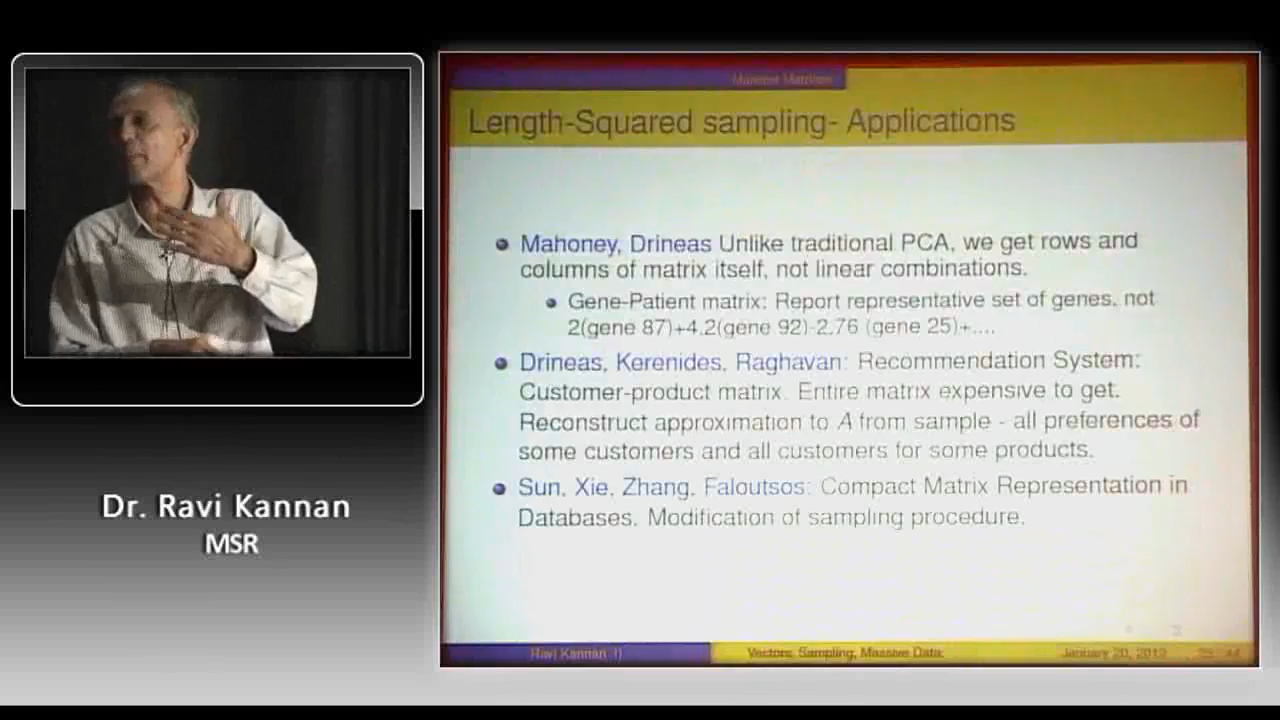 Massive Matrices
Length-Squared sampling- Applications
Mahoney, Drineas Unlike traditional PCA, we get rows and
columns of matrix itself, not linear combinations.
Gene-Patient matrix: Report representative set of genes, not
2(gene 87)+4.2(gene 92)-2.76 (gene 25)+....
Drineas, Kerenides, Raghavan: Recommendation System:
Customer-product matrix. Entire matrix expensive to get.
Reconstruct approximation to A from sample - all preferences of
some customers and all customers for some products.
Sun, Xie, Zhang, Faloutsos: Compact Matrix Representation in
Databases. Modification of sampling procedure.
Ravi Kannan ()
Vectors, Sampling, Massive Data
January 20, 2012
Dr. Ravi Kannan
MSR